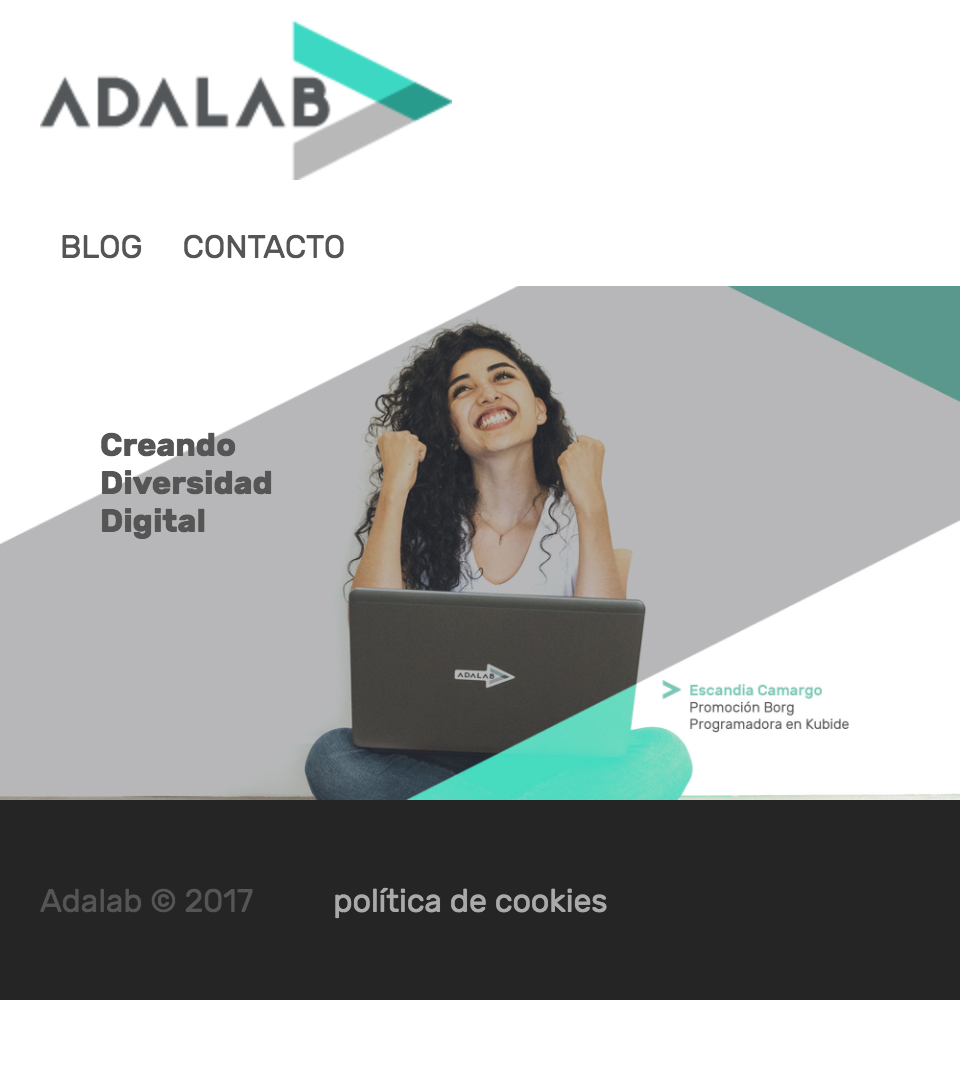 ADALAB
BLOG CONTACTO
Creando
Diversidad
Digital
ADALAB
Escandia Camargo
Promoción Borg
Programadora en Kubide
Adalab © 2017 política de cookies